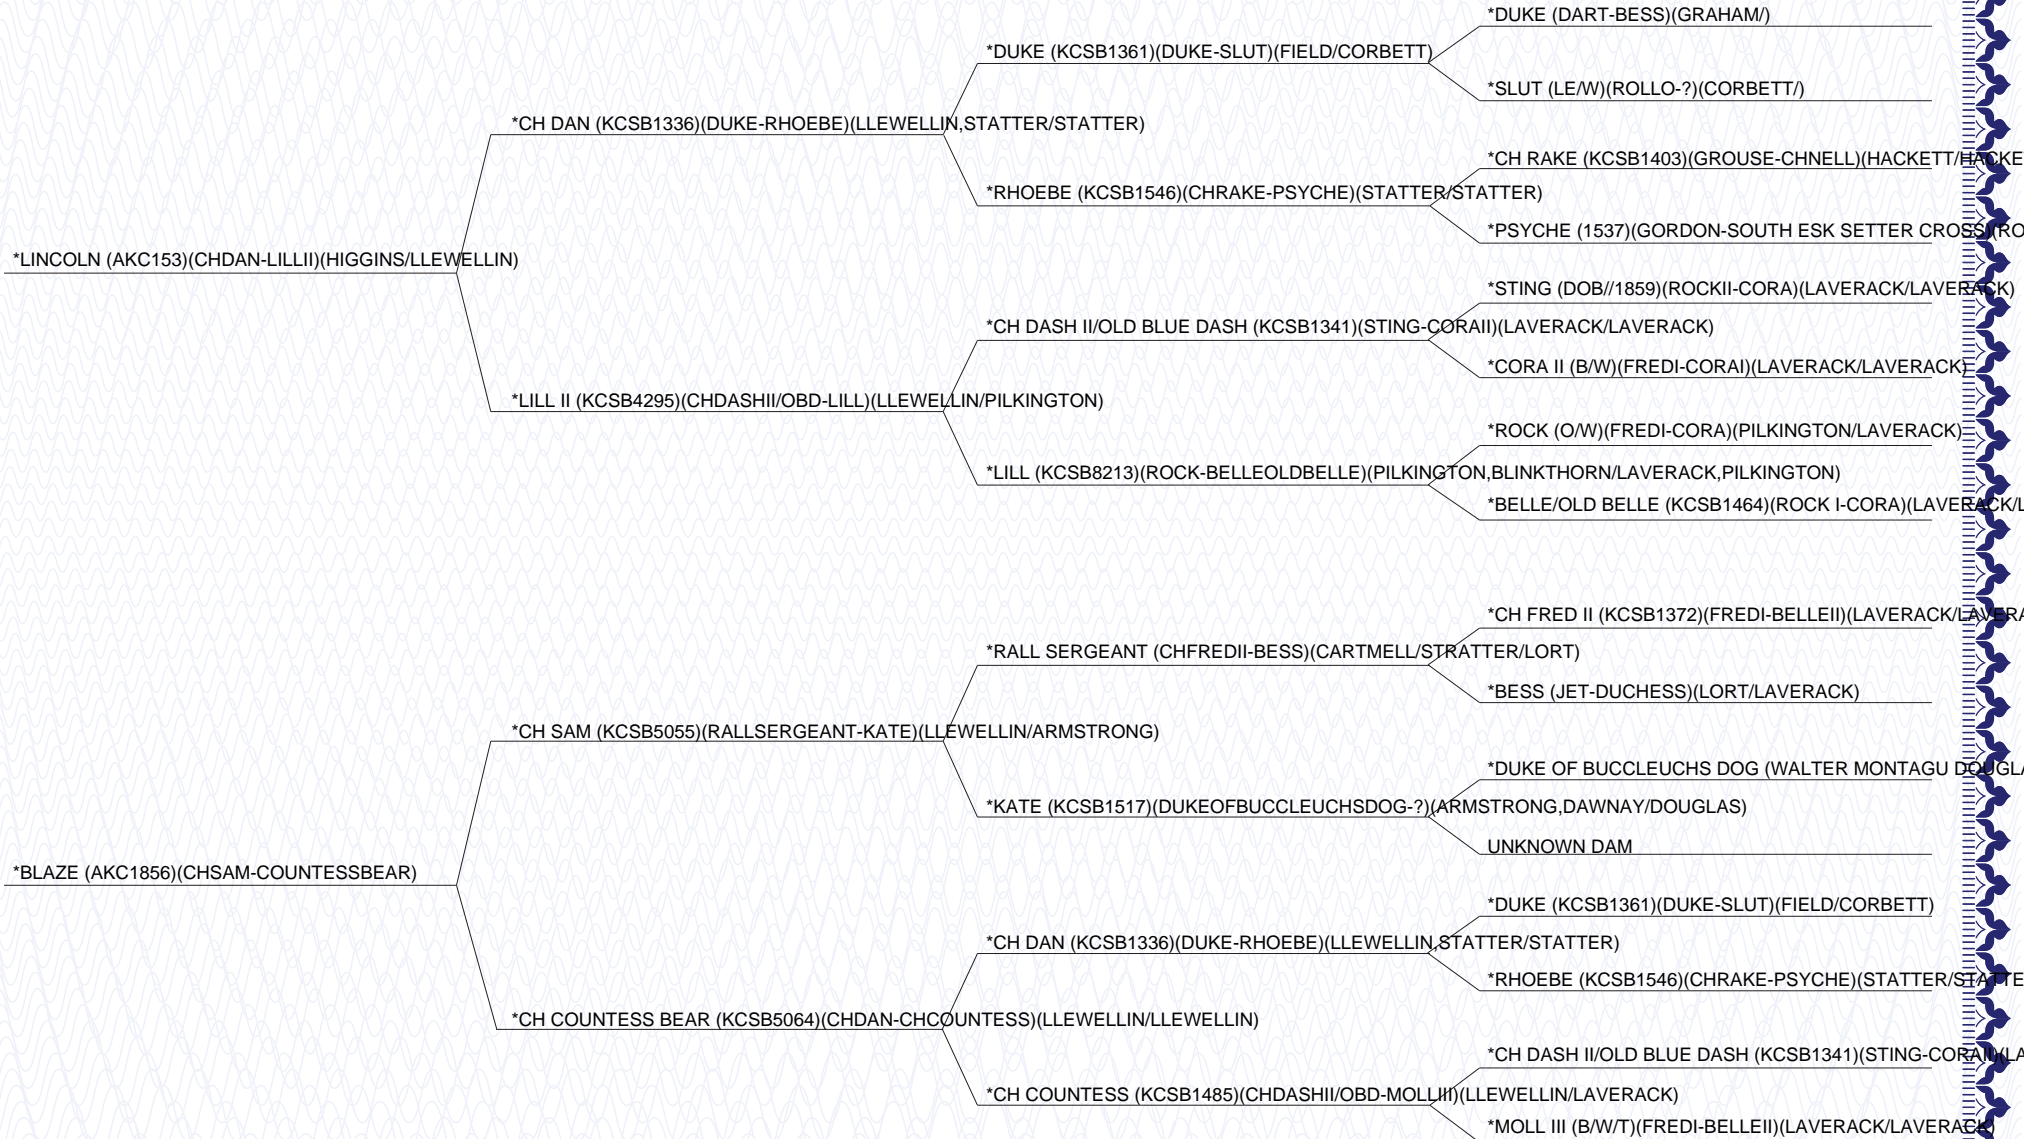 *DUKE (DART-BESS)(GRAHAM/)
*DUKE (KCSB1361)(DUKE-SLUT)(FIELD/CORBETT)
*SLUT (LE/W)(ROLLO-?)(CORBETT/)
*CH DAN (KCSB1336)(DUKE-RHOEBE)(LLEWELLIN,STATTER/STATTER)
*CH RAKE (KCSB1403)(GROUSE-CHNELL)(HACKETT/HACKE
*RHOEBE (KCSB1546)(CHRAKE-PSYCHE)(STATTER/STATTER)
*PSYCHE (1537)(GORDON-SOUTH ESK SETTER CROSS)(RO
*LINCOLN (AKC153)(CHDAN-LILLII)(HIGGINS/LLEWELLIN)
*STING (DOB//1859)(ROCKII-CORA)(LAVERACK/LAVERACK)
*CH DASH II/OLD BLUE DASH (KCSB1341)(STING-CORAII)(LAVERACK/LAVERACK)
*CORA II (B/W)(FREDI-CORAI)(LAVERACK/LAVERACK)
*LILL II (KCSB4295)(CHDASHII/OBD-LILL)(LLEWELLIN/PILKINGTON)
*ROCK (O/W)(FREDI-CORA)(PILKINGTON/LAVERACK)
*LILL (KCSB8213)(ROCK-BELLEOLDBELLE)(PILKINGTON,BLINKTHORN/LAVERACK,PILKINGTON)
*BELLE/OLD BELLE (KCSB1464)(ROCK I-CORA)(LAVERACK/L
*CH FRED II (KCSB1372)(FREDI-BELLEII)(LAVERACK/LAVERA
*RALL SERGEANT (CHFREDII-BESS)(CARTMELL/STRATTER/LORT)
*BESS (JET-DUCHESS)(LORT/LAVERACK)
*CH SAM (KCSB5055)(RALLSERGEANT-KATE)(LLEWELLIN/ARMSTRONG)
*DUKE OF BUCCLEUCHS DOG (WALTER MONTAGU DOUGLA
*KATE (KCSB1517)(DUKEOFBUCCLEUCHSDOG-?)(ARMSTRONG,DAWNAY/DOUGLAS)
UNKNOWN DAM
*BLAZE (AKC1856)(CHSAM-COUNTESSBEAR)
*DUKE (KCSB1361)(DUKE-SLUT)(FIELD/CORBETT)
*CH DAN (KCSB1336)(DUKE-RHOEBE)(LLEWELLIN,STATTER/STATTER)
*RHOEBE (KCSB1546)(CHRAKE-PSYCHE)(STATTER/STATTE
*CH COUNTESS BEAR (KCSB5064)(CHDAN-CHCOUNTESS)(LLEWELLIN/LLEWELLIN)
*CH DASH II/OLD BLUE DASH (KCSB1341)(STING-CORAII)(LA
*CH COUNTESS (KCSB1485)(CHDASHII/OBD-MOLLIII)(LLEWELLIN/LAVERACK)
*MOLL III (B/W/T)(FREDI-BELLEII)(LAVERACK/LAVERACK)